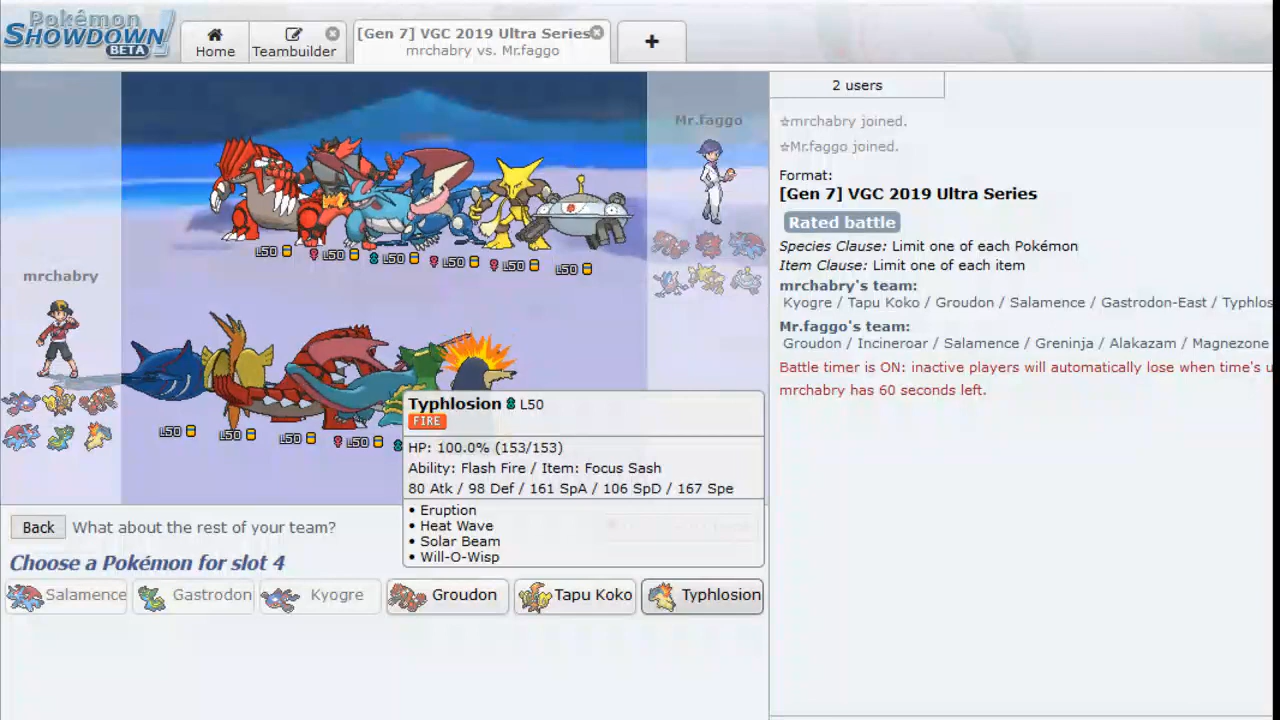 Pokémon
SHOWDOWN!
BETA
Home
Teambuilder
[Gen 7] VGC 2019 Ultra Series
mrchabry vs. Mr.faggo
+
2 users
☆mrchabry joined.
☆Mr.faggo joined.
Format:
[Gen 7] VGC 2019 Ultra Series
Rated battle
Species Clause: Limit one of each Pokémon
Item Clause: Limit one of each item
mrchabry's team:
Kyogre / Tapu Koko / Groudon / Salamence / Gastrodon-East / Typhlos
Mr.faggo's team:
Groudon / Incineroar / Salamence / Greninja / Alakazam / Magnezone
Battle timer is ON: inactive players will automatically lose when time's u
mrchabry has 60 seconds left.
Mr.faggo
L50 L50 L50 L50 L50 L50
mrchabry
L50 L50 L50 L50
Typhlosion L50
FIRE
HP: 100.0% (153/153)
Ability: Flash Fire / Item: Focus Sash
80 Atk / 98 Def / 161 SpA / 106 SpD / 167 Spe
• Eruption
• Heat Wave
• Solar Beam
• Will-O-Wisp
Back What about the rest of your team?
Choose a Pokémon for slot 4
Salamence Gastrodon Kyogre Groudon Tapu Koko Typhlosion